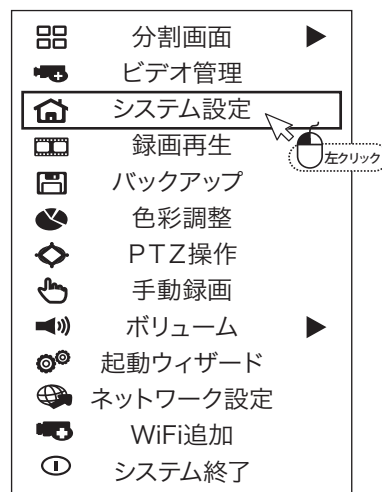 分割画面 ▶
ビデオ管理
システム設定
左クリック
録画再生
バックアップ
色彩調整
PTZ操作
手動録画
ボリューム ▶
起動ウィザード
ネットワーク設定
WiFi追加
システム終了